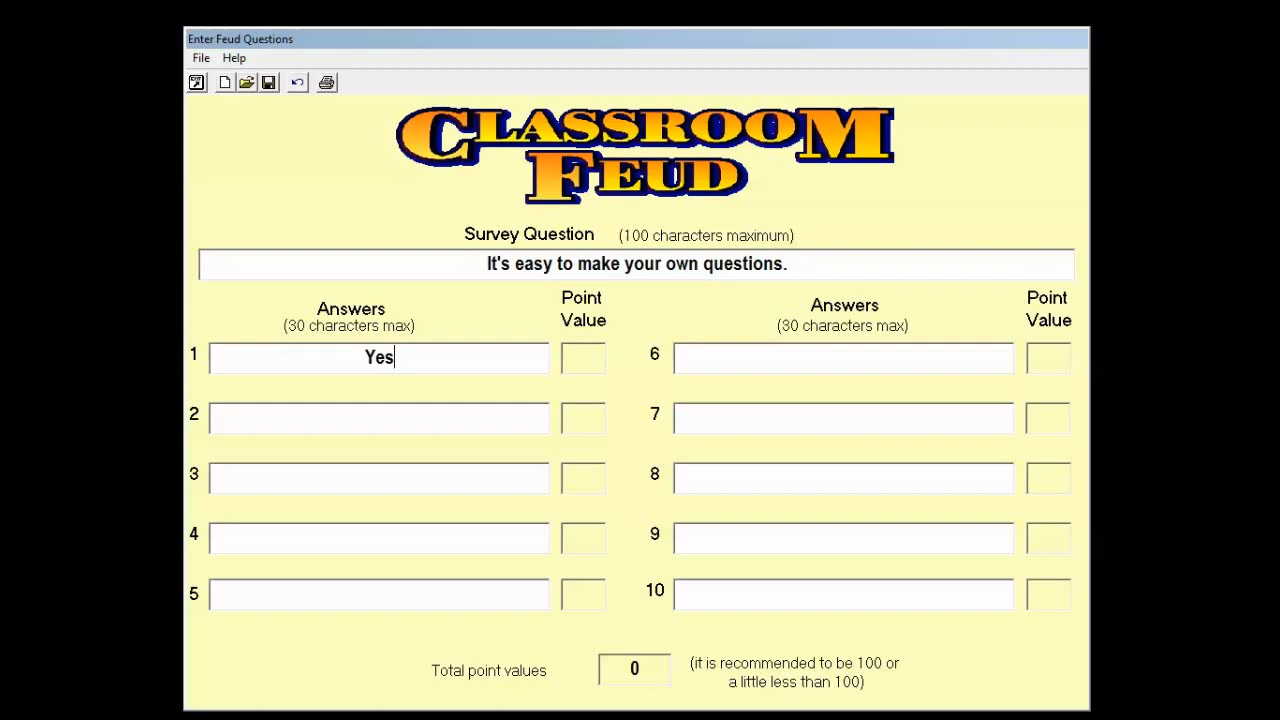 Enter Feud Questions
File Help
CLASSROOM
FEUD
Survey Question (100 characters maximum)
It's easy to make your own questions.
Answers
(30 characters max)
Point
Value
Answers
(30 characters max)
Point
Value
1 Yes 6
2 7
3 8
4 9
5 10
Total point values 0 (it is recommended to be 100 or
a little less than 100)